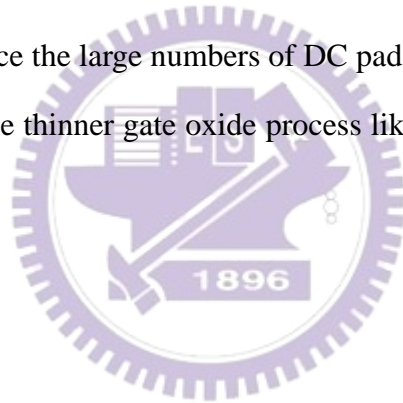 ce the large numbers of DC pad
e thinner gate oxide process lik
E S A
1896